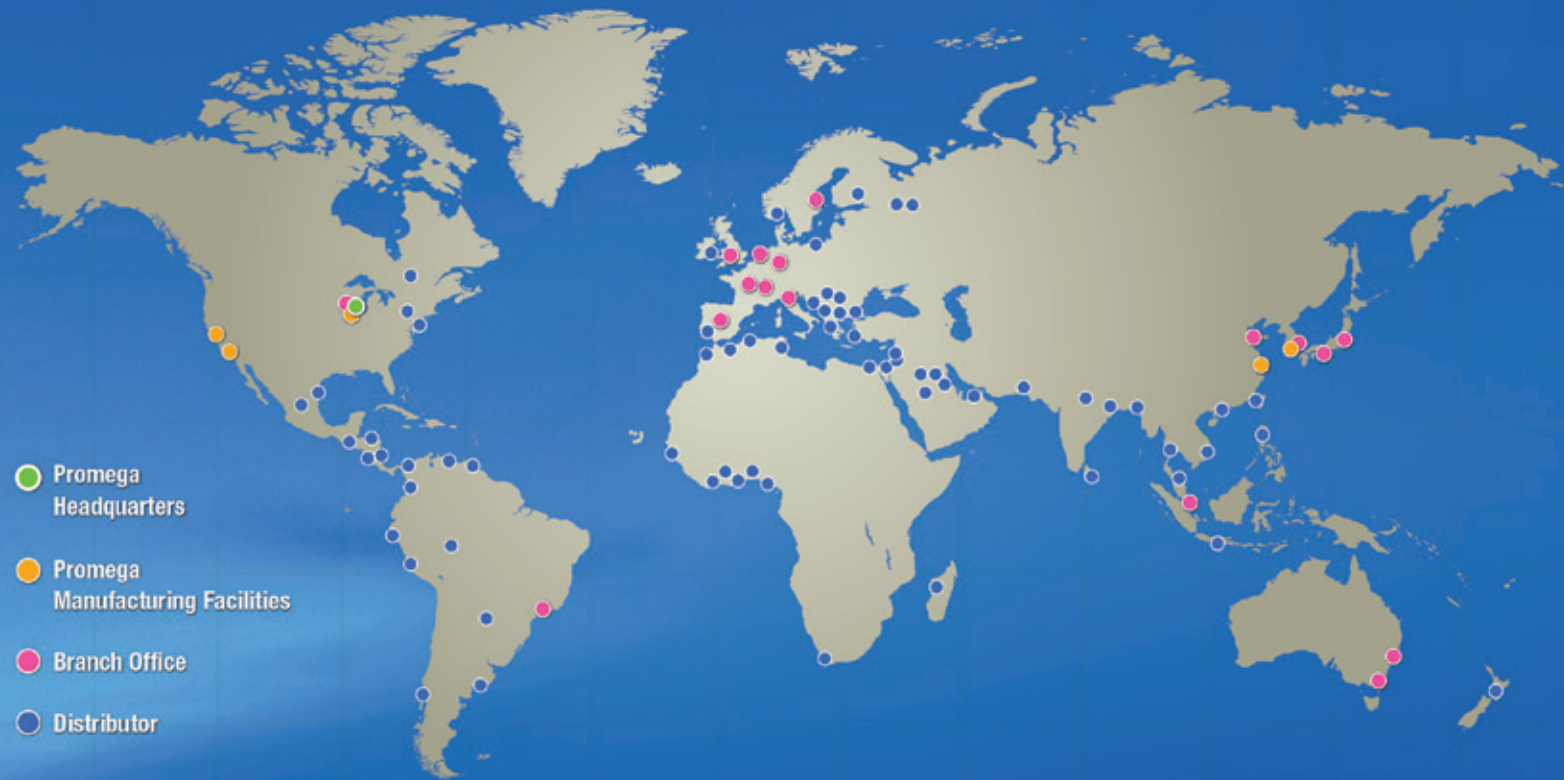 Promega
Headquarters
Promega
Manufacturing Facilities
Branch Office
Distributor